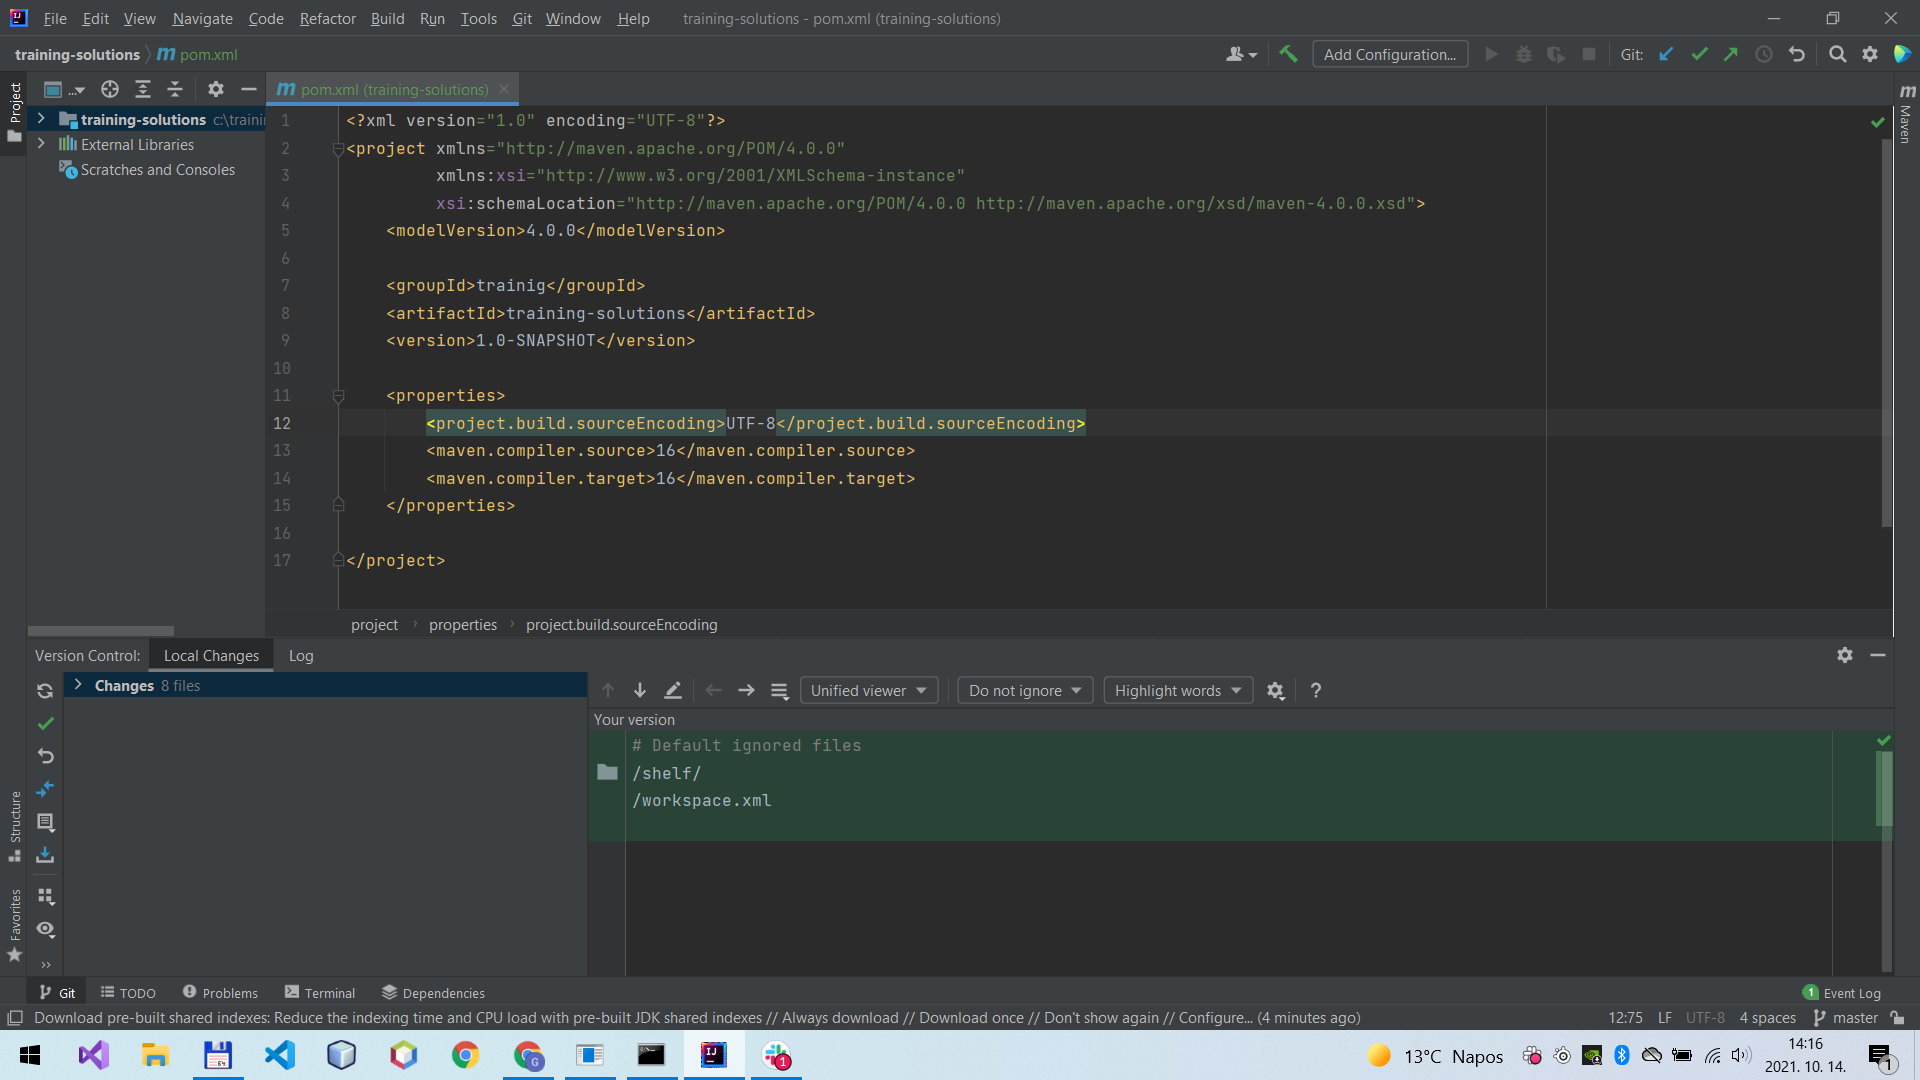 File Edit View Navigate Code Refactor Build Run Tools Git Window Help training-solutions - pom.xml (training-solutions)
training-solutions pom.xml Add Configuration... Git:
Project ... pom.xml (training-solutions)
training-solutions c:\traini
External Libraries
Scratches and Consoles
Maven
1 <?xml version="1.0" encoding="UTF-8"?>
2 <project xmlns="http://maven.apache.org/POM/4.0.0"
3 xmlns:xsi="http://www.w3.org/2001/XMLSchema-instance"
4 xsi:schemaLocation="http://maven.apache.org/POM/4.0.0 http://maven.apache.org/xsd/maven-4.0.0.xsd">
5 <modelVersion>4.0.0</modelVersion>
6
7 <groupId>trainig</groupId>
8 <artifactId>training-solutions</artifactId>
9 <version>1.0-SNAPSHOT</version>
10
11 <properties>
12 <project.build.sourceEncoding>UTF-8</project.build.sourceEncoding>
13 <maven.compiler.source>16</maven.compiler.source>
14 <maven.compiler.target>16</maven.compiler.target>
15 </properties>
16
17 </project>
project properties project.build.sourceEncoding
Version Control: Local Changes Log
Changes 8 files
Unified viewer Do not ignore Highlight words ?
Your version
# Default ignored files
/shelf/
/workspace.xml
Structure
Favorites
Git TODO Problems Terminal Dependencies 1 Event Log
Download pre-built shared indexes: Reduce the indexing time and CPU load with pre-built JDK shared indexes // Always download // Download once // Don't show again // Configure... (4 minutes ago) 12:75 LF UTF-8 4 spaces master
13°C Napos 14:16
2021. 10. 14.
64 G IJ 1 1